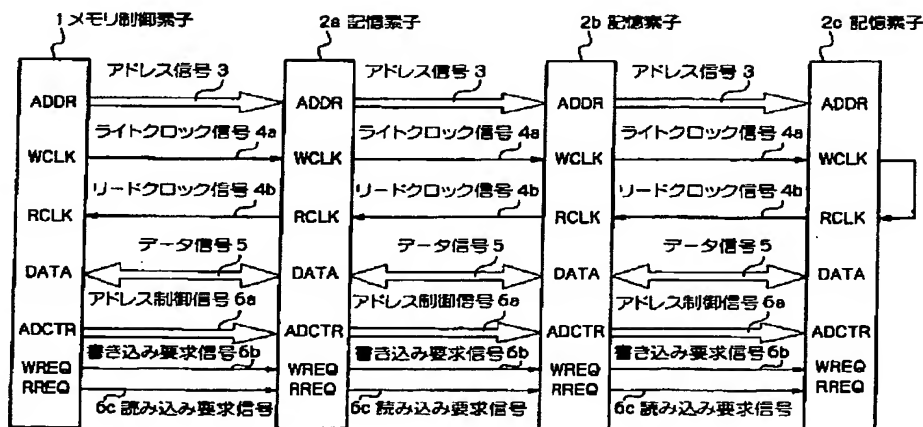 1 メモリ制御素子 2a 記憶素子 2b 記憶素子 2c 記憶素子
アドレス信号 3 アドレス信号 3 アドレス信号 3
ADDR ADDR ADDR ADDR
ライトクロック信号 4a ライトクロック信号 4a ライトクロック信号 4a
WCLK WCLK WCLK WCLK
リードクロック信号 4b リードクロック信号 4b リードクロック信号 4b
RCLK RCLK RCLK RCLK
データ信号 5 データ信号 5 データ信号 5
DATA DATA DATA DATA
アドレス制御信号 6a アドレス制御信号 6a アドレス制御信号 6a
ADCTR ADCTR ADCTR ADCTR
書き込み要求信号 6b 書き込み要求信号 6b 書き込み要求信号 6b
WREQ WREQ WREQ WREQ
RREQ RREQ RREQ RREQ
6c 読み込み要求信号 6c 読み込み要求信号 6c 読み込み要求信号